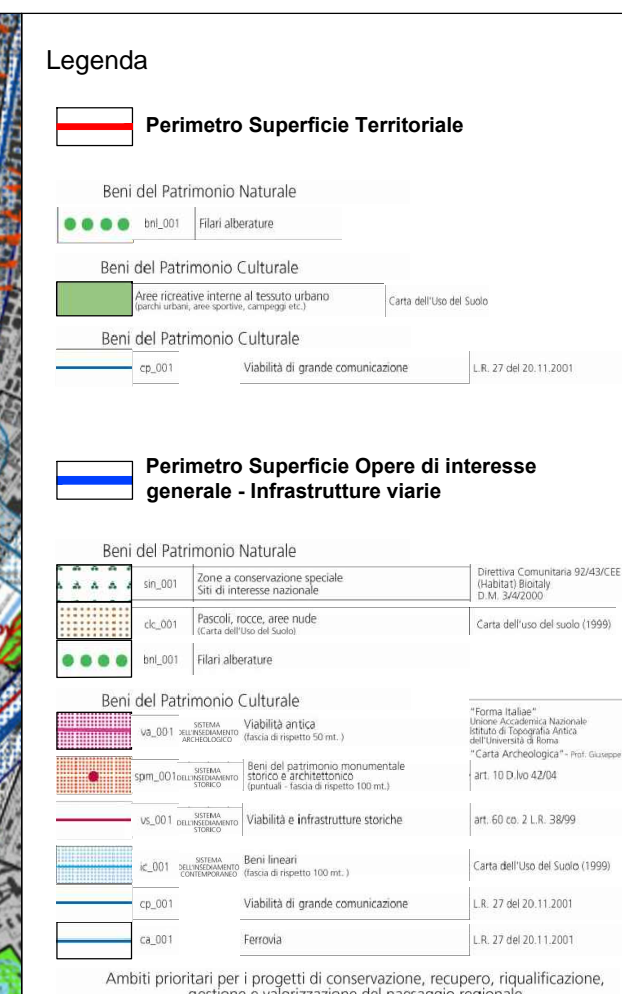 Legenda
Perimetro Superficie Territoriale
Beni del Patrimonio Naturale
bnl_001 Filari alberature
Beni del Patrimonio Culturale
Aree ricreative interne al tessuto urbano
(parchi urbani, aree sportive, campeggi etc.)
Carta dell'Uso del Suolo
Beni del Patrimonio Culturale
cp_001 Viabilità di grande comunicazione L.R. 27 del 20.11.2001
Perimetro Superficie Opere di interesse
generale - Infrastrutture viarie
Beni del Patrimonio Naturale
sin_001
Zone a conservazione speciale
Siti di interesse nazionale
Direttiva Comunitaria 92/43/CEE
(Habitat) Bioitaly
D.M. 3/4/2000
clc_001
Pascoli, rocce, aree nude
(Carta dell'Uso del Suolo)
Carta dell'uso del suolo (1999)
bnl_001 Filari alberature
Beni del Patrimonio Culturale
va_001
SISTEMA
DELL'INSEDIAMENTO
ARCHEOLOGICO
Viabilità antica
(fascia di rispetto 50 mt. )
"Forma Italiae"
Unione Accademica Nazionale
Istituto di Topografia Antica
dell'Università di Roma
"Carta Archeologica" - Prof. Giuseppe
spm_001
SISTEMA
DELL'INSEDIAMENTO
STORICO
Beni del patrimonio monumentale
storico e architettonico
(puntuali - fascia di rispetto 100 mt.)
art. 10 D.lvo 42/04
vs_001
SISTEMA
DELL'INSEDIAMENTO
STORICO
Viabilità e infrastrutture storiche
art. 60 co. 2 L.R. 38/99
ic_001
SISTEMA
DELL'INSEDIAMENTO
CONTEMPORANEO
Beni lineari
(fascia di rispetto 100 mt. )
Carta dell'Uso del Suolo (1999)
cp_001 Viabilità di grande comunicazione L.R. 27 del 20.11.2001
ca_001 Ferrovia L.R. 27 del 20.11.2001
Ambiti prioritari per i progetti di conservazione, recupero, riqualificazione,
gestione e valorizzazione del paesaggio regionale